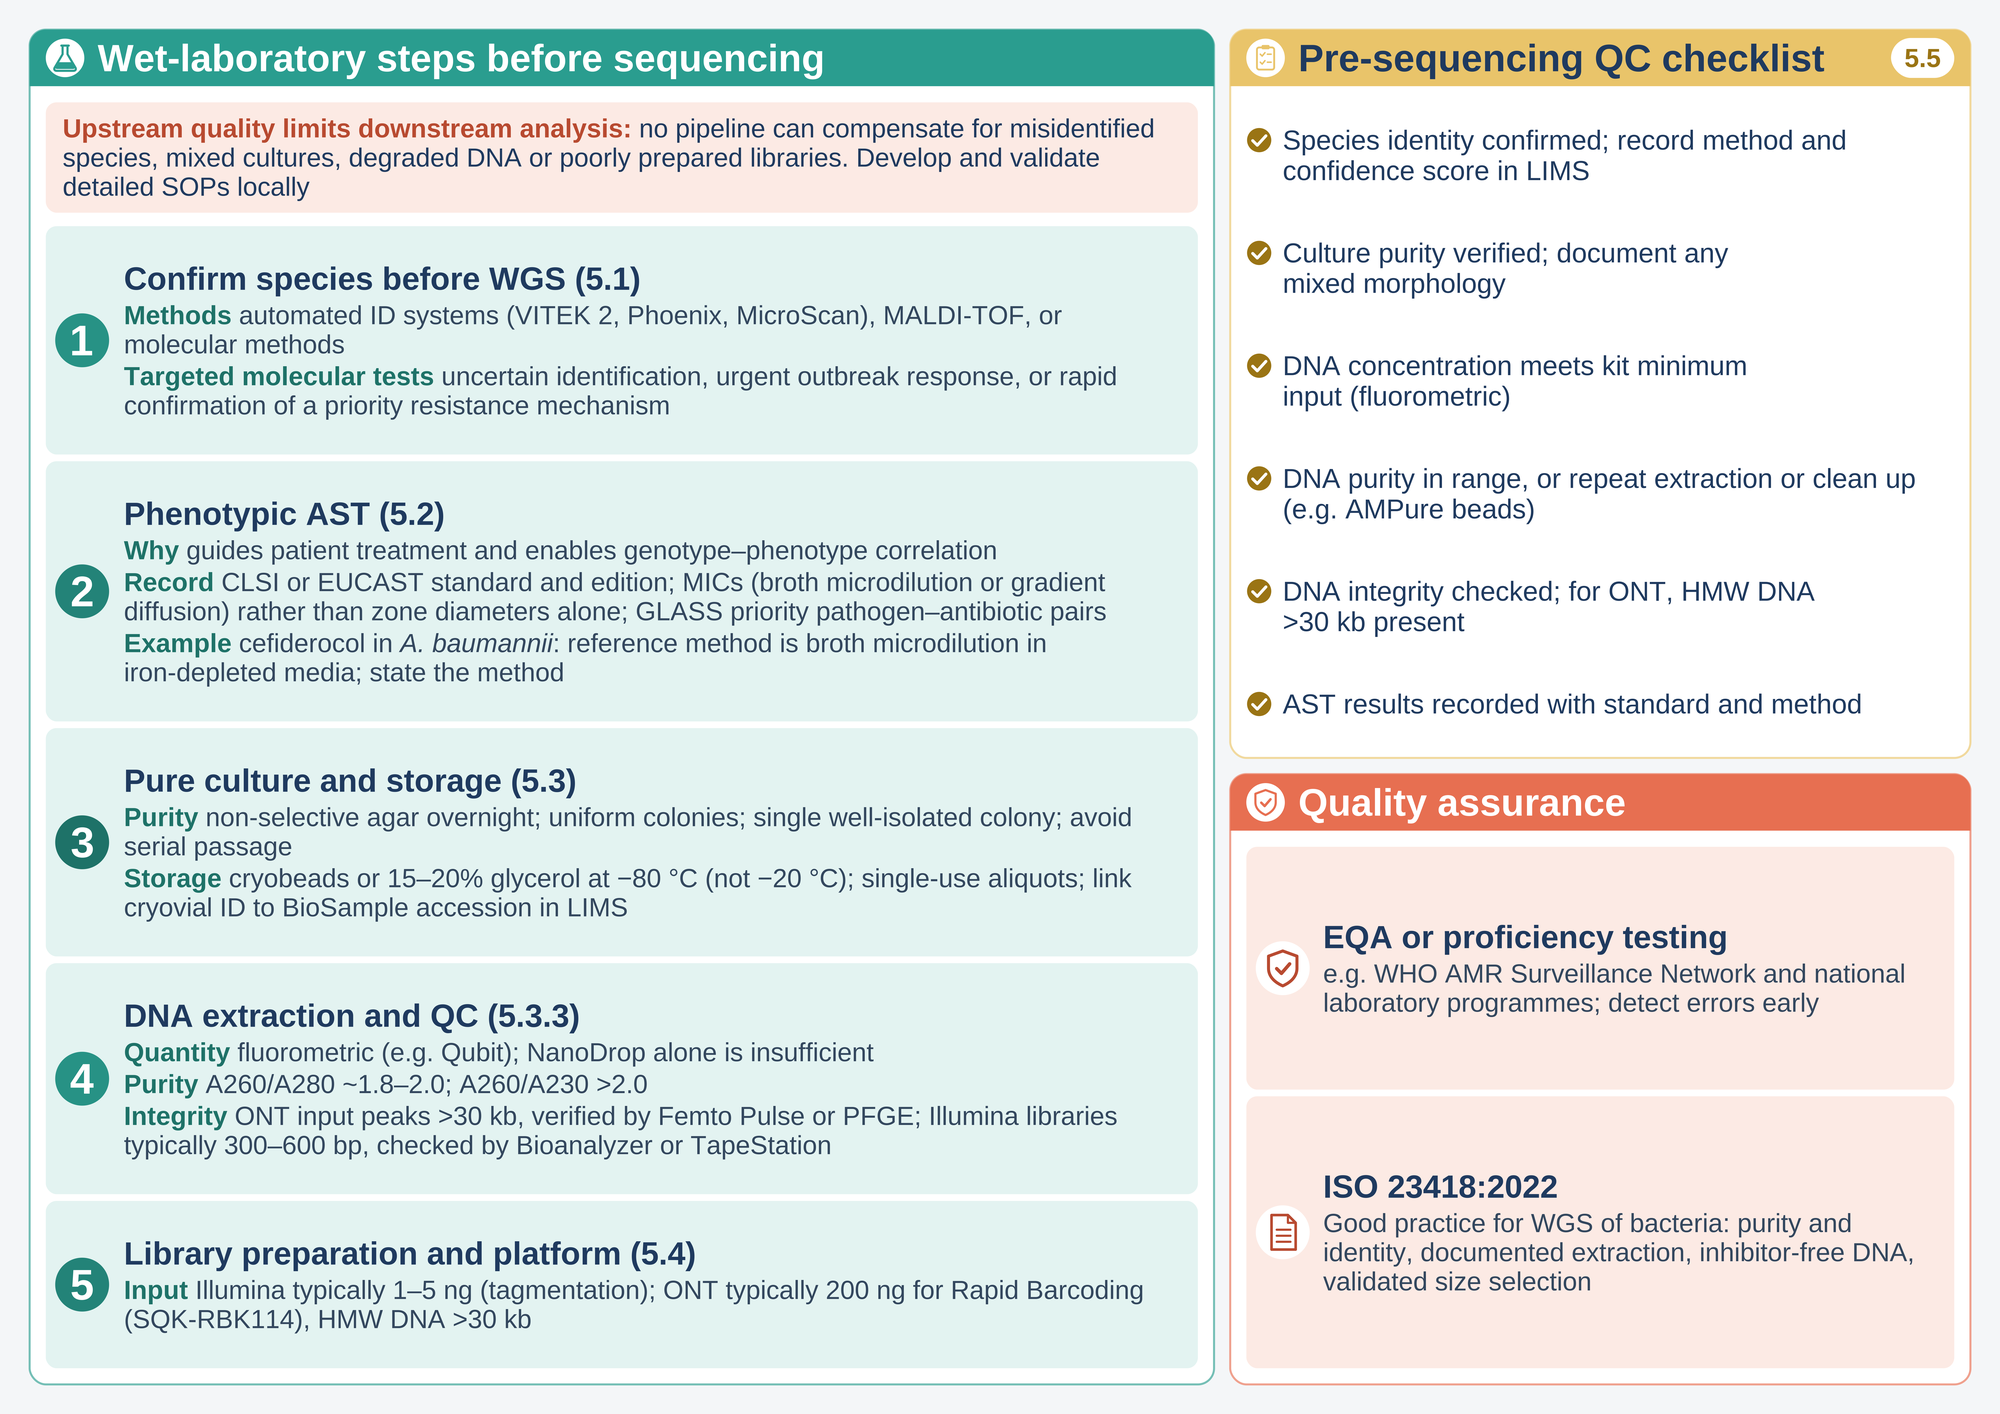 Wet-laboratory steps before sequencing
Upstream quality limits downstream analysis: no pipeline can compensate for misidentified
species, mixed cultures, degraded DNA or poorly prepared libraries. Develop and validate
detailed SOPs locally
1
Confirm species before WGS (5.1)
Methods automated ID systems (VITEK 2, Phoenix, MicroScan), MALDI-TOF, or
molecular methods
Targeted molecular tests uncertain identification, urgent outbreak response, or rapid
confirmation of a priority resistance mechanism
2
Phenotypic AST (5.2)
Why guides patient treatment and enables genotype–phenotype correlation
Record CLSI or EUCAST standard and edition; MICs (broth microdilution or gradient
diffusion) rather than zone diameters alone; GLASS priority pathogen–antibiotic pairs
Example cefiderocol in A. baumannii: reference method is broth microdilution in
iron-depleted media; state the method
3
Pure culture and storage (5.3)
Purity non-selective agar overnight; uniform colonies; single well-isolated colony; avoid
serial passage
Storage cryobeads or 15–20% glycerol at −80 °C (not −20 °C); single-use aliquots; link
cryovial ID to BioSample accession in LIMS
4
DNA extraction and QC (5.3.3)
Quantity fluorometric (e.g. Qubit); NanoDrop alone is insufficient
Purity A260/A280 ~1.8–2.0; A260/A230 >2.0
Integrity ONT input peaks >30 kb, verified by Femto Pulse or PFGE; Illumina libraries
typically 300–600 bp, checked by Bioanalyzer or TapeStation
5
Library preparation and platform (5.4)
Input Illumina typically 1–5 ng (tagmentation); ONT typically 200 ng for Rapid Barcoding
(SQK-RBK114), HMW DNA >30 kb
Pre-sequencing QC checklist
5.5
Species identity confirmed; record method and
confidence score in LIMS
Culture purity verified; document any
mixed morphology
DNA concentration meets kit minimum
input (fluorometric)
DNA purity in range, or repeat extraction or clean up
(e.g. AMPure beads)
DNA integrity checked; for ONT, HMW DNA
>30 kb present
AST results recorded with standard and method
Quality assurance
EQA or proficiency testing
e.g. WHO AMR Surveillance Network and national
laboratory programmes; detect errors early
ISO 23418:2022
Good practice for WGS of bacteria: purity and
identity, documented extraction, inhibitor-free DNA,
validated size selection